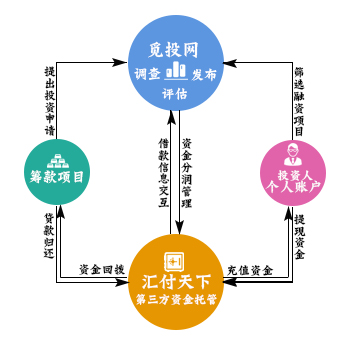 觅投网
调查 发布
评估
提出投资申请
筛选融资项目
借款信息交互
资金分润管理
筹款项目
投资人
个人账户
贷款归还
提现资金
资金回拨
充值资金
汇付天下
第三方资金托管